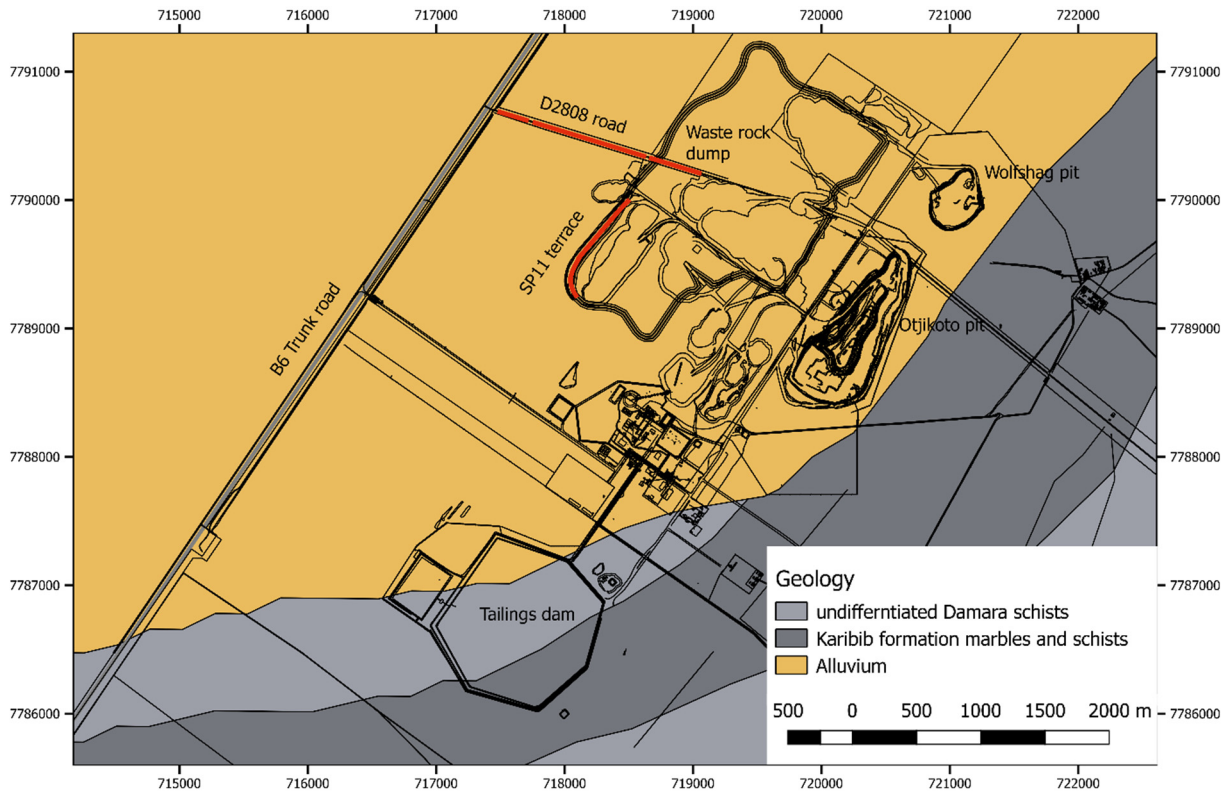 715000 716000 717000 718000 719000 720000 721000 722000
7791000 7791000
D2808 road
Waste rock
dump
Wolfshag pit
7790000 7790000
SP11 terrace
B6 Trunk road
7789000 7789000
Otjikoto pit
7788000 7788000
7787000 7787000
Geology
undifferntiated Damara schists
Karibib formation marbles and schists
Alluvium
Tailings dam
7786000 7786000
500 0 500 1000 1500 2000 m
715000 716000 717000 718000 719000 720000 721000 722000